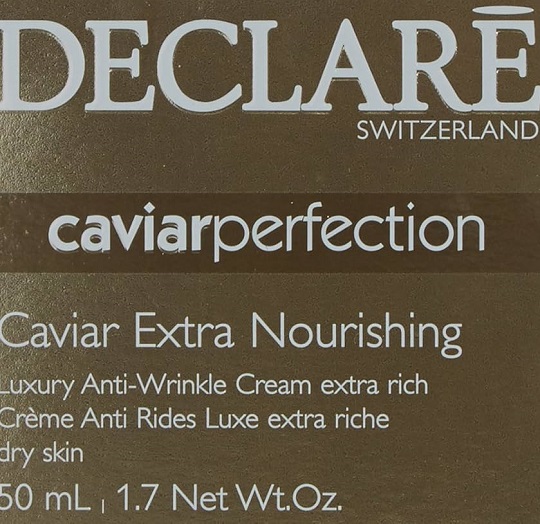 DECLARĒ
SWITZERLAND
caviarperfection
Caviar Extra Nourishing
Luxury Anti-Wrinkle Cream extra rich
Crème Anti Rides Luxe extra riche
dry skin
50 mL | 1.7 Net Wt.Oz.